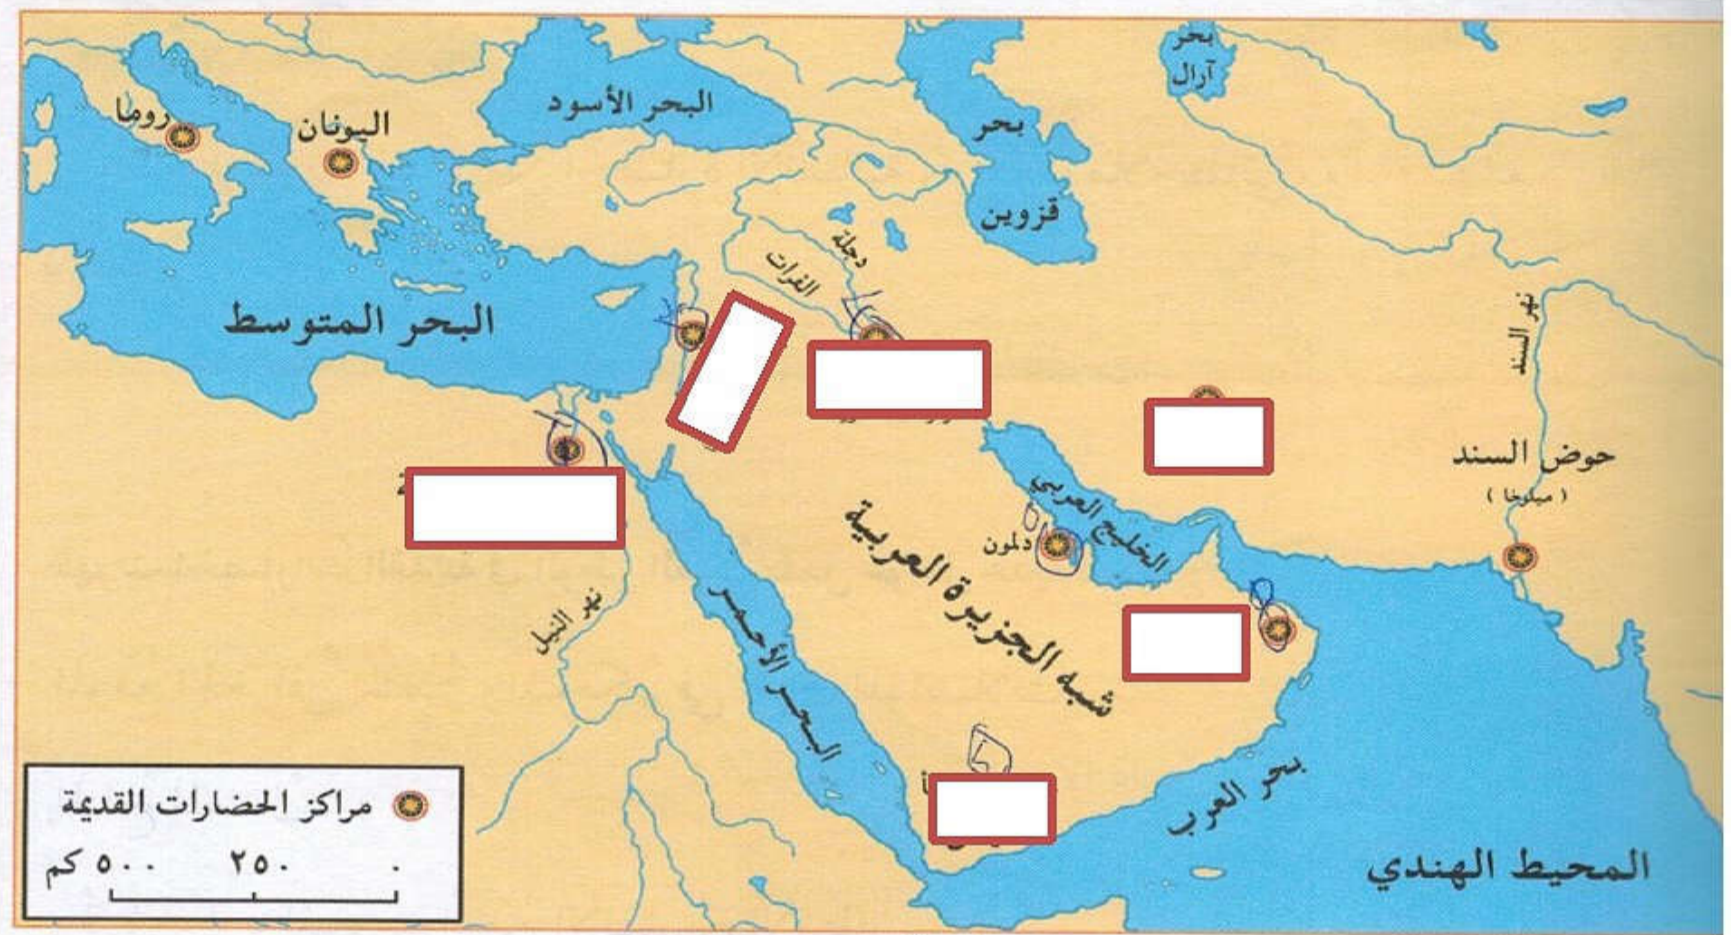 بحر
آرال
روما
اليونان
البحر الأسود
بحر
قزوين
دجلة
الفرات
البحر المتوسط
نهر السند
حوض السند
( ميلوخا )
الخليج العربي
دلمون
شبه الجزيرة العربية
نهر النيل
البحر الأحمر
بحر العرب
المحيط الهندي
مراكز الحضارات القديمة
٠ ٢٥٠ ٥٠٠ كم